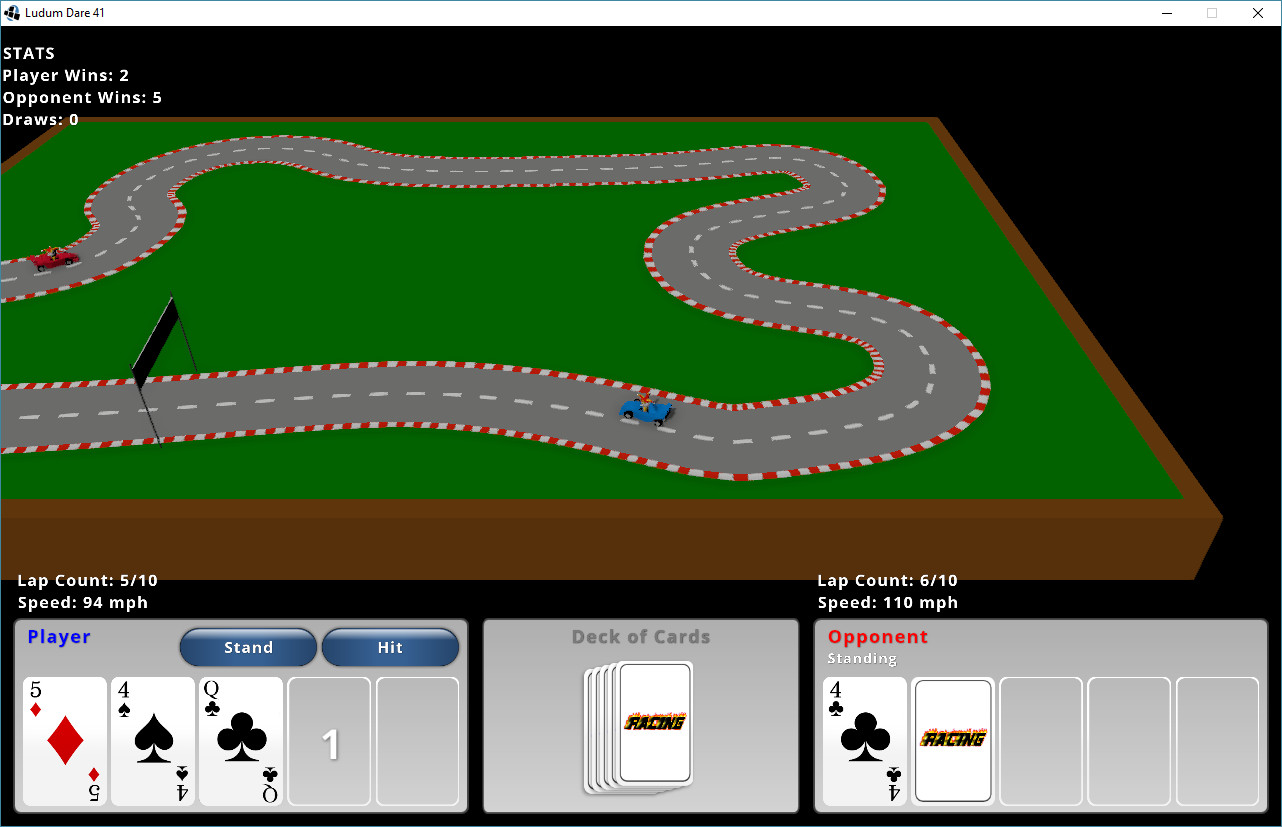 Ludum Dare 41
STATS
Player Wins: 2
Opponent Wins: 5
Draws: 0
Lap Count: 5/10
Speed: 94 mph
Lap Count: 6/10
Speed: 110 mph
Player
Stand
Hit
5
4
Q
1
5
4
Q
Deck of Cards
RACING
Opponent
Standing
4
RACING
4